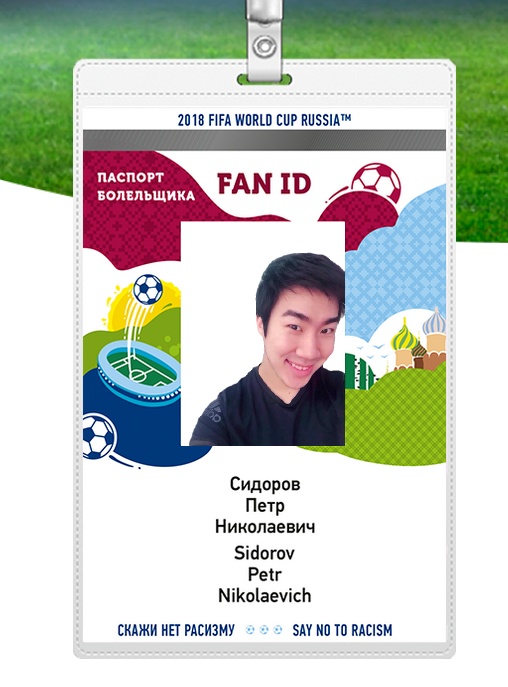 2018 FIFA WORLD CUP RUSSIA™
ПАСПОРТ
БОЛЕЛЬЩИКА
FAN ID
Сидоров
Петр
Николаевич
Sidorov
Petr
Nikolaevich
СКАЖИ НЕТ РАСИЗМУ SAY NO TO RACISM